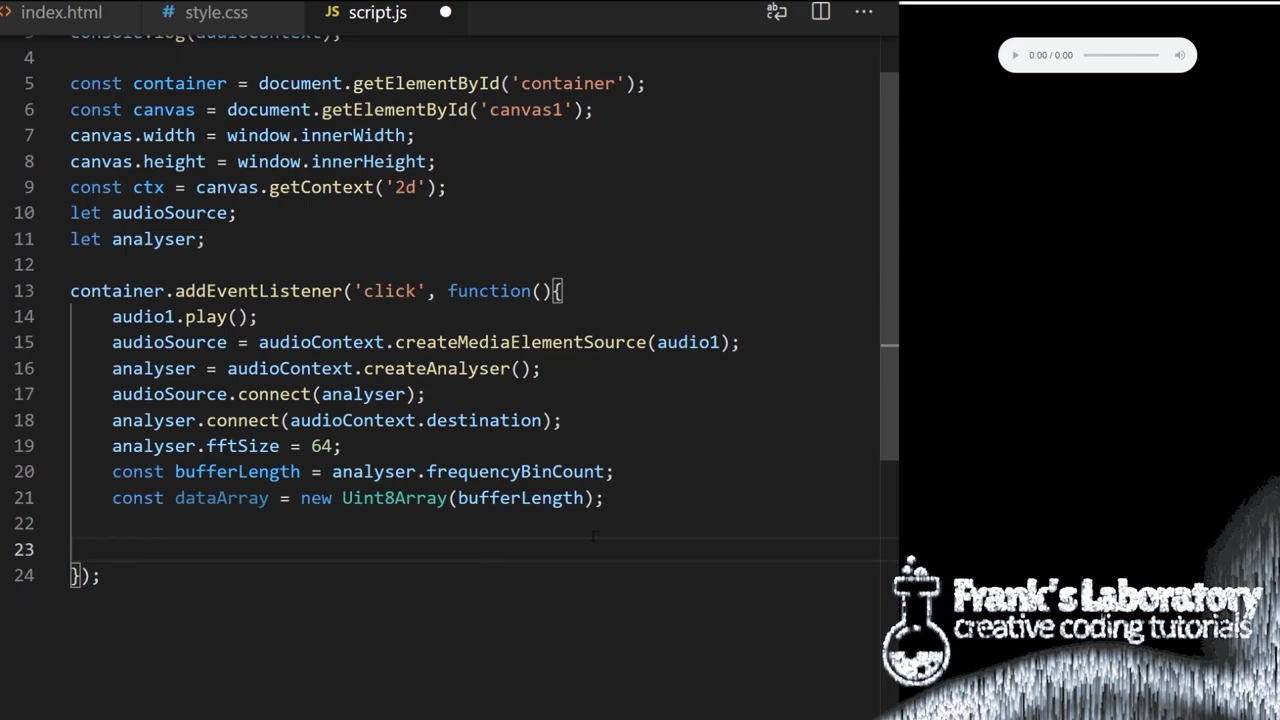 <> index.html
# style.css
JS script.js
ab
...
0:00 / 0:00
3 console.log(audioContext);
4
5 const container = document.getElementById('container');
6 const canvas = document.getElementById('canvas1');
7 canvas.width = window.innerWidth;
8 canvas.height = window.innerHeight;
9 const ctx = canvas.getContext('2d');
10 let audioSource;
11 let analyser;
12
13 container.addEventListener('click', function(){
14 audio1.play();
15 audioSource = audioContext.createMediaElementSource(audio1);
16 analyser = audioContext.createAnalyser();
17 audioSource.connect(analyser);
18 analyser.connect(audioContext.destination);
19 analyser.fftSize = 64;
20 const bufferLength = analyser.frequencyBinCount;
21 const dataArray = new Uint8Array(bufferLength);
22
23
24 });
Frank's Laboratory
creative coding tutorials